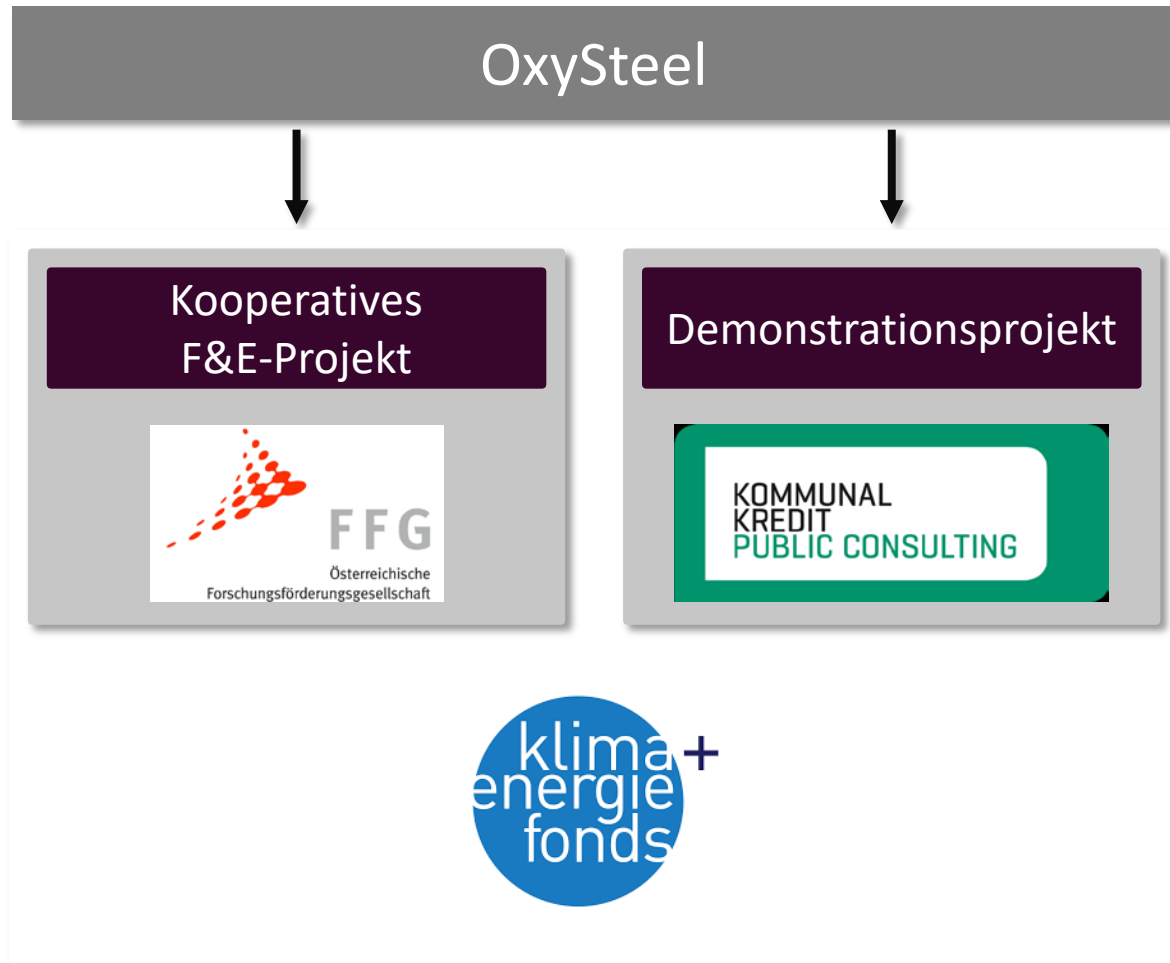 OxySteel
Kooperatives
F&E-Projekt
FFG
Österreichische
Forschungsförderungsgesellschaft
Demonstrationsprojekt
KOMMUNAL
KREDIT
PUBLIC CONSULTING
klima+
energie
fonds